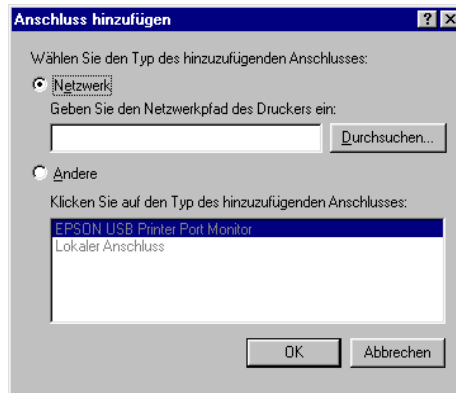 Anschluss hinzufügen
Wählen Sie den Typ des hinzuzufügenden Anschlusses:
Netzwerk
Geben Sie den Netzwerkpfad des Druckers ein:
Durchsuchen...
Andere
Klicken Sie auf den Typ des hinzuzufügenden Anschlusses:
EPSON USB Printer Port Monitor
Lokaler Anschluss
OK Abbrechen